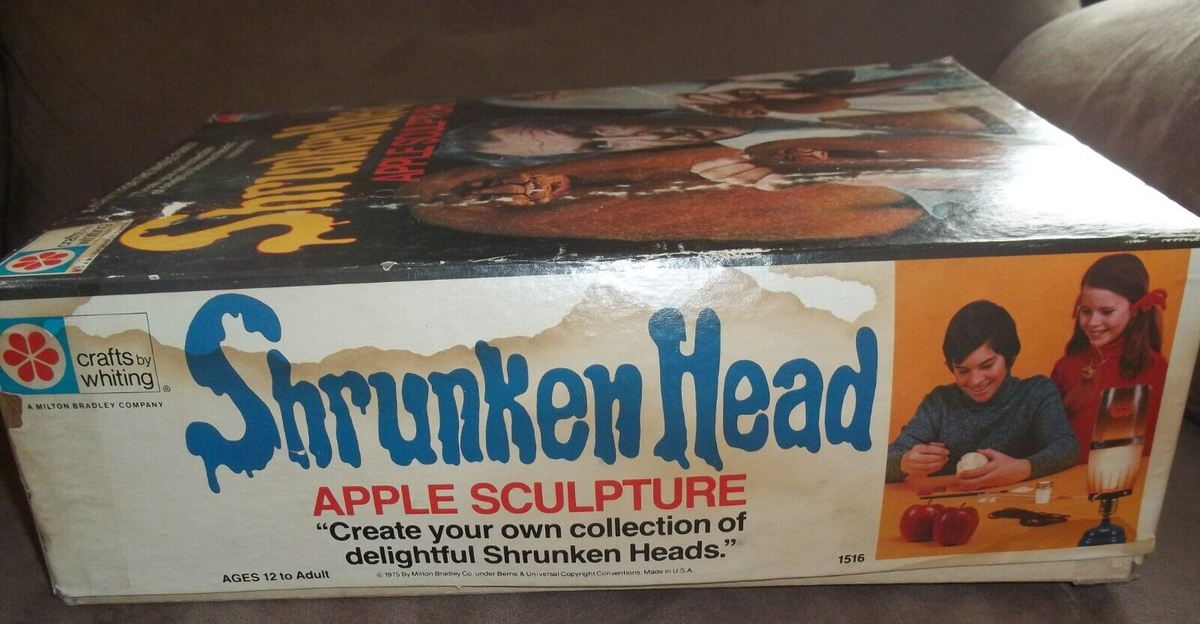 Shrunken Head
APPLE SCULPTURE
crafts by
whiting®
A MILTON BRADLEY COMPANY
Shrunken Head
APPLE SCULPTURE
“Create your own collection of
delightful Shrunken Heads.”
AGES 12 to Adult
© 1975 By Milton Bradley Co. under Berne & Universal Copyright Conventions. Made in U.S.A.
1516